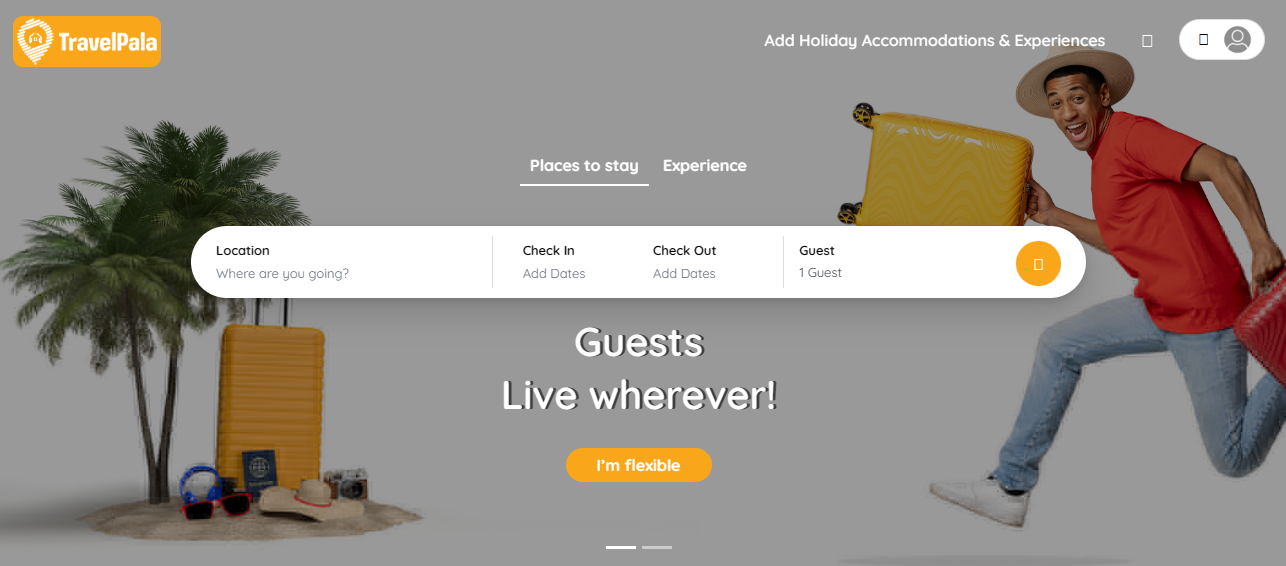 TravelPala
Add Holiday Accommodations & Experiences
Places to stay
Experience
Location
Where are you going?
Check In
Add Dates
Check Out
Add Dates
Guest
1 Guest
Guests
Live wherever!
I'm flexible